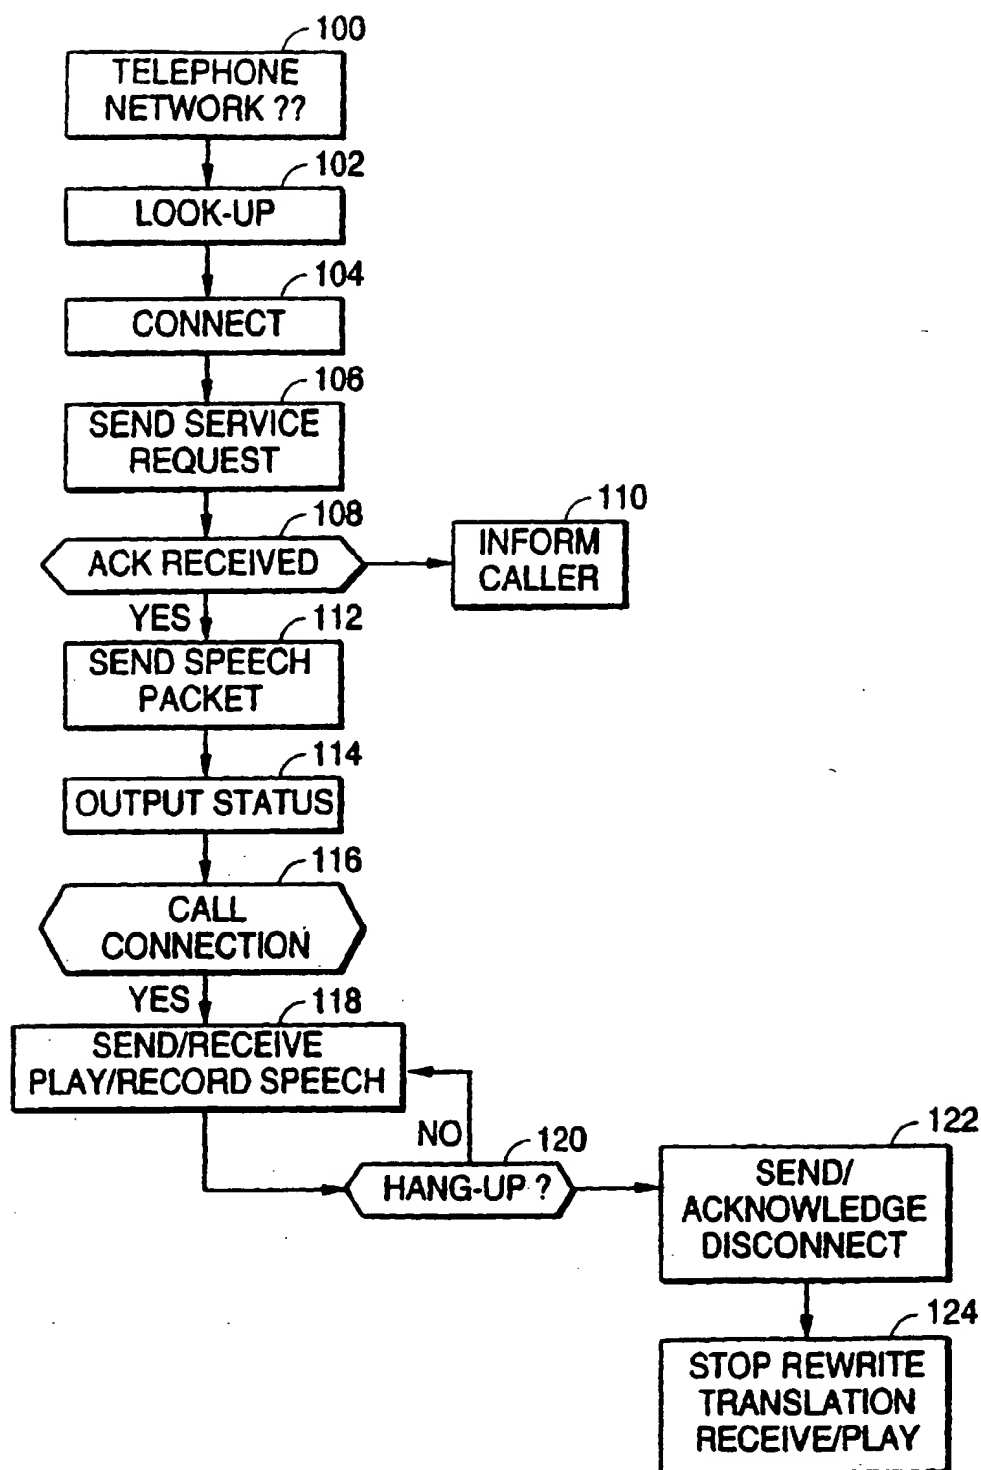 100
TELEPHONE
NETWORK ??
102
LOOK-UP
104
CONNECT
106
SEND SERVICE
REQUEST
108
ACK RECEIVED
110
INFORM
CALLER
YES
112
SEND SPEECH
PACKET
114
OUTPUT STATUS
116
CALL
CONNECTION
YES
118
SEND/RECEIVE
PLAY/RECORD SPEECH
NO
120
HANG-UP ?
122
SEND/
ACKNOWLEDGE
DISCONNECT
124
STOP REWRITE
TRANSLATION
RECEIVE/PLAY